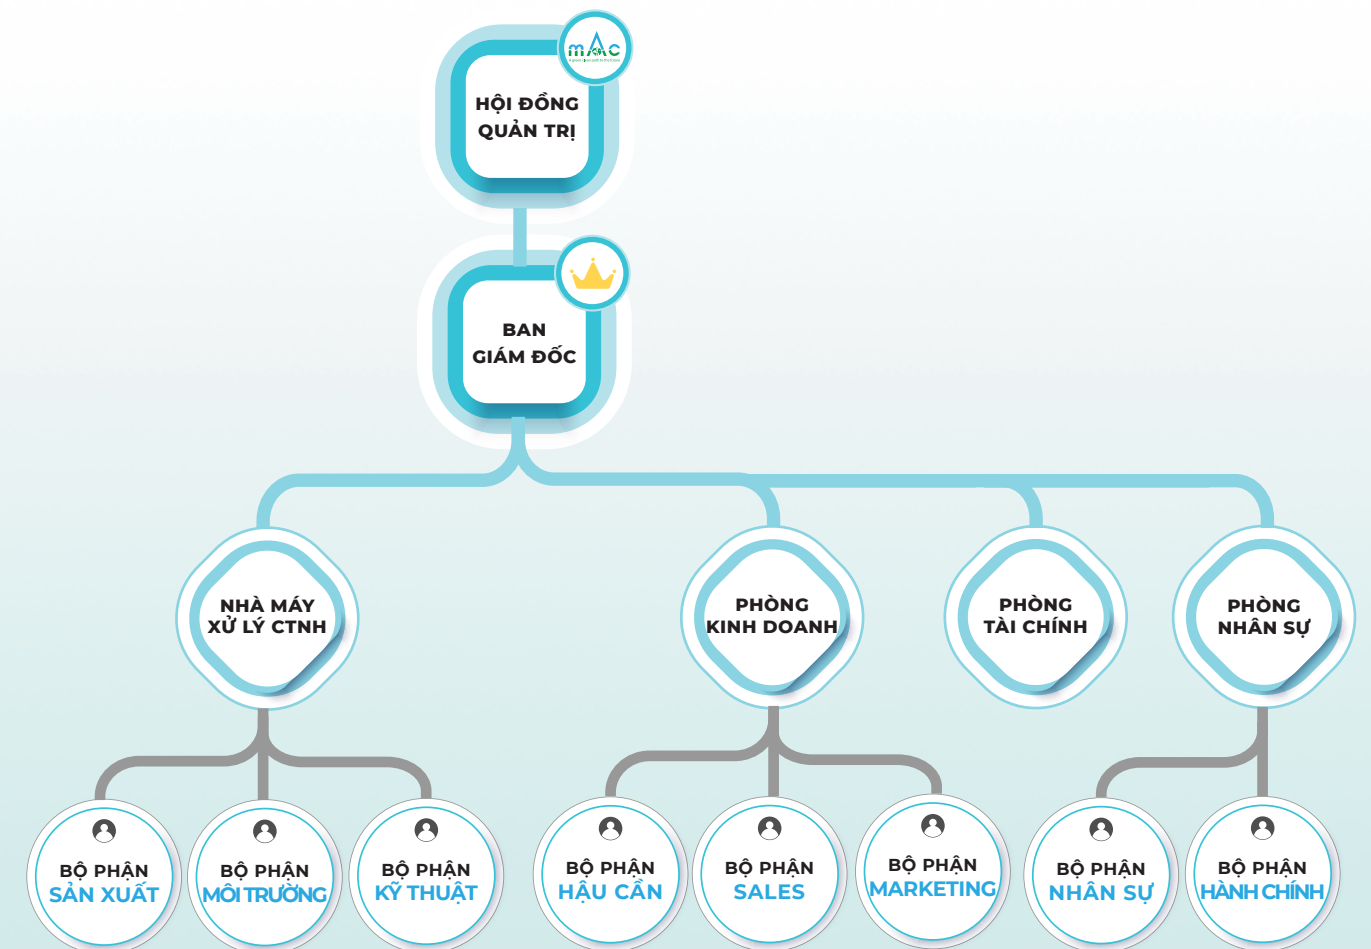 mAc
HỘI ĐỒNG
QUẢN TRỊ
BAN
GIÁM ĐỐC
NHÀ MÁY
XỬ LÝ CTNH
PHÒNG
KINH DOANH
PHÒNG
TÀI CHÍNH
PHÒNG
NHÂN SỰ
BỘ PHẬN
SẢN XUẤT
BỘ PHẬN
MÔI TRƯỜNG
BỘ PHẬN
KỸ THUẬT
BỘ PHẬN
HẬU CẦN
BỘ PHẬN
SALES
BỘ PHẬN
MARKETING
BỘ PHẬN
NHÂN SỰ
BỘ PHẬN
HÀNH CHÍNH